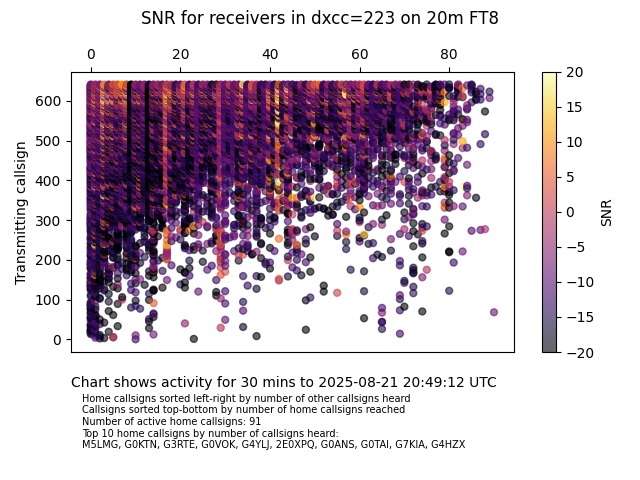 SNR for receivers in dxcc=223 on 20m FT8
0 20 40 60 80
600
500
400
300
200
100
0
Transmitting callsign
20
15
10
5
0
−5
−10
−15
−20
SNR
Chart shows activity for 30 mins to 2025-08-21 20:49:12 UTC
Home callsigns sorted left-right by number of other callsigns heard
Callsigns sorted top-bottom by number of home callsigns reached
Number of active home callsigns: 91
Top 10 home callsigns by number of callsigns heard:
M5LMG, G0KTN, G3RTE, G0VOK, G4YLJ, 2E0XPQ, G0ANS, G0TAI, G7KIA, G4HZX